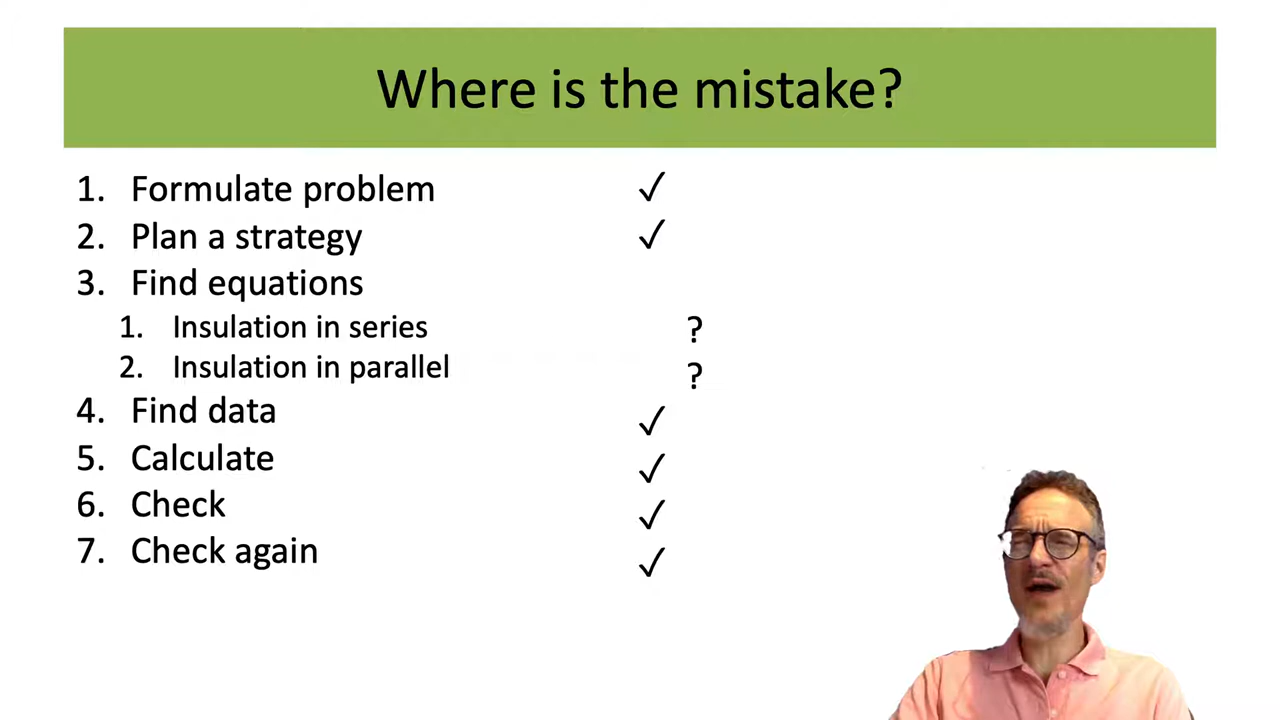 Where is the mistake?
1. Formulate problem ✓
2. Plan a strategy ✓
3. Find equations
1. Insulation in series ?
2. Insulation in parallel ?
4. Find data ✓
5. Calculate ✓
6. Check ✓
7. Check again ✓